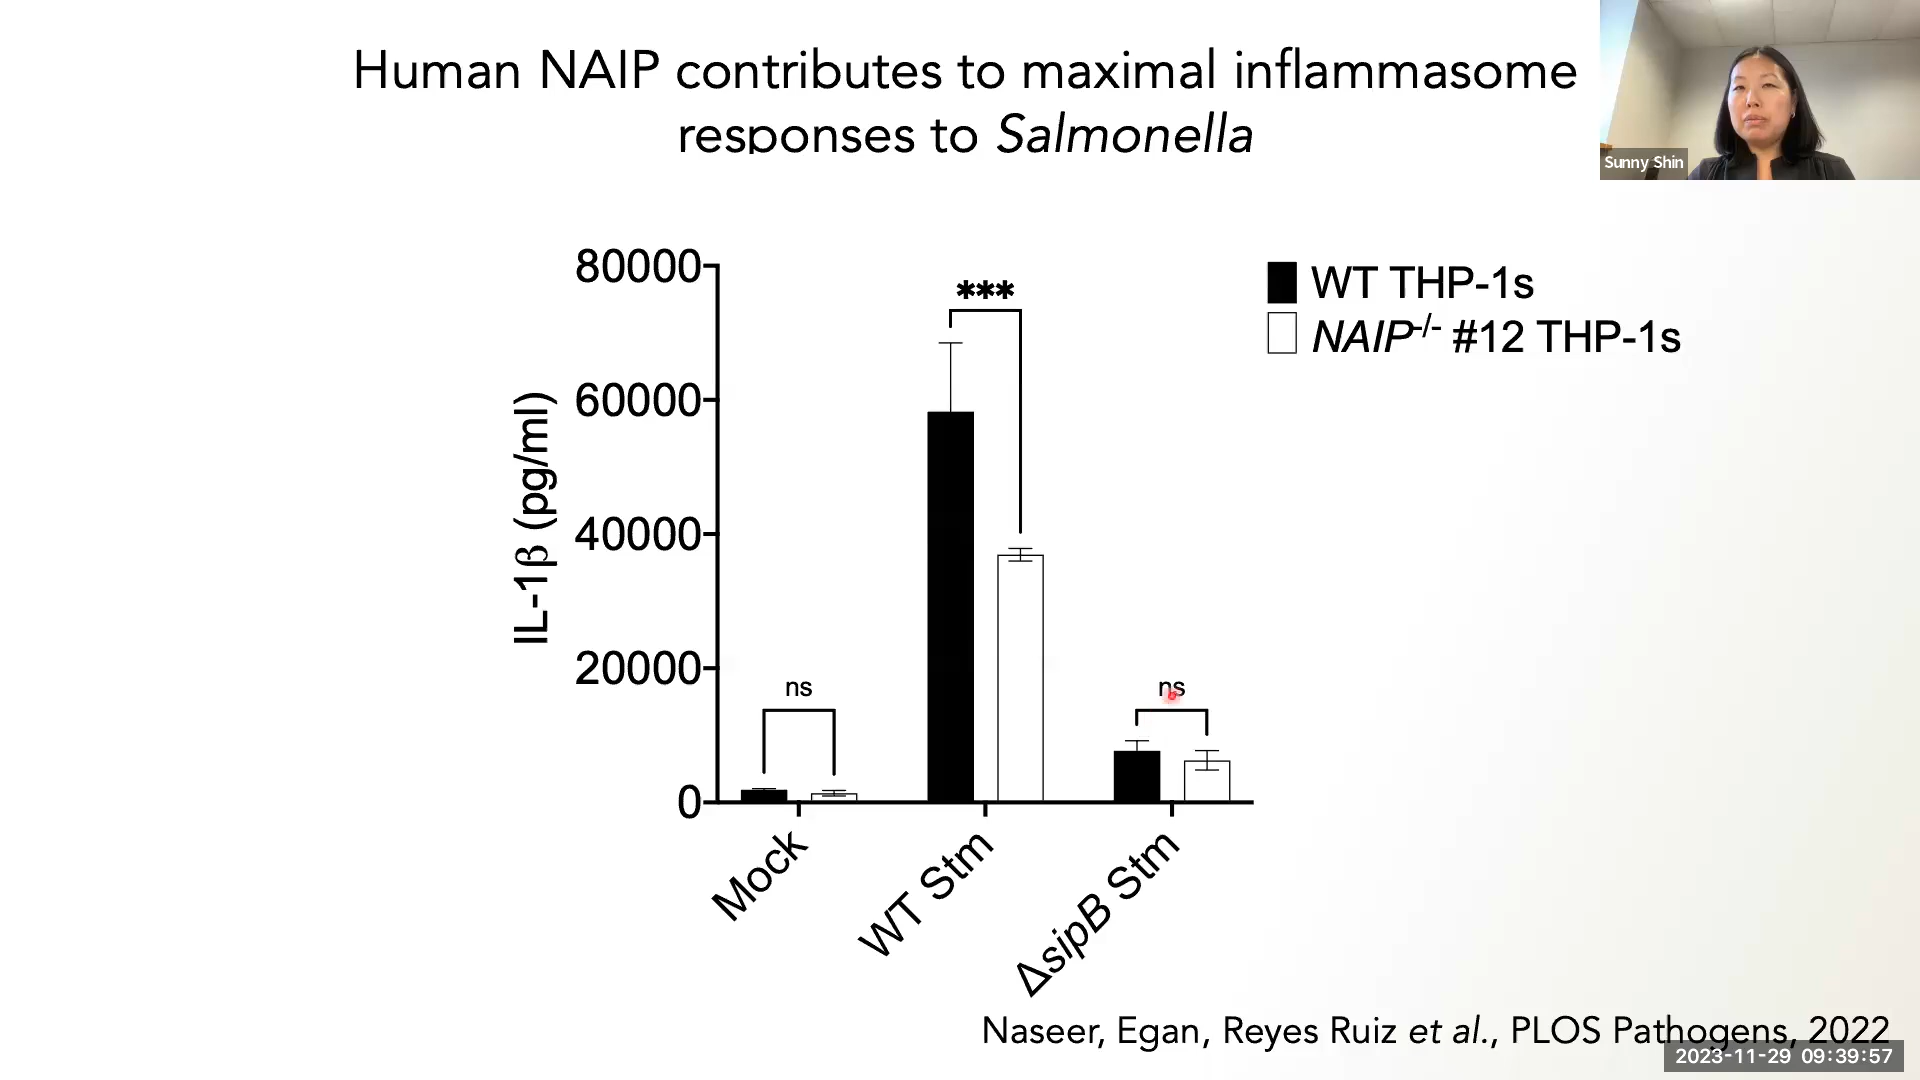 Human NAIP contributes to maximal inflammasome
responses to Salmonella
Sunny Shin
80000
60000
40000
20000
0
IL-1β (pg/ml)
***
ns
ns
WT THP-1s
NAIP-/- #12 THP-1s
Mock
WT Stm
ΔsipB Stm
Naseer, Egan, Reyes Ruiz et al., PLOS Pathogens, 2022
2023-11-29 09:39:57